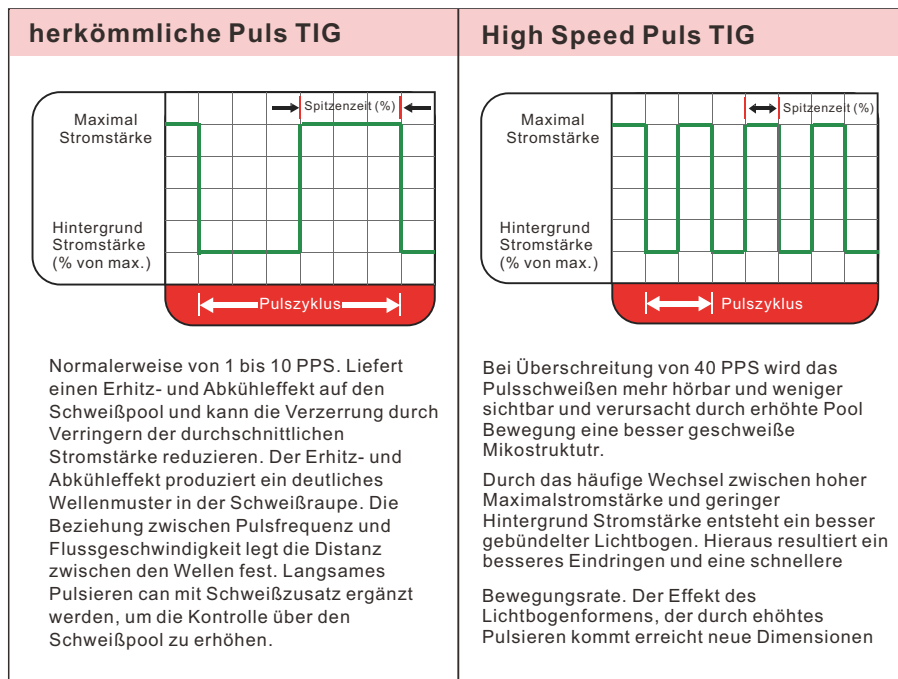 herkömmliche Puls TIG
Maximal
Stromstärke
Spitzenzeit (%)
Hintergrund
Stromstärke
(% von max.)
Pulszyklus
Normalerweise von 1 bis 10 PPS. Liefert
einen Erhitz- und Abkühleffekt auf den
Schweißpool und kann die Verzerrung durch
Verringern der durchschnittlichen
Stromstärke reduzieren. Der Erhitz- und
Abkühleffekt produziert ein deutliches
Wellenmuster in der Schweißraupe. Die
Beziehung zwischen Pulsfrequenz und
Flussgeschwindigkeit legt die Distanz
zwischen den Wellen fest. Langsames
Pulsieren can mit Schweißzusatz ergänzt
werden, um die Kontrolle über den
Schweißpool zu erhöhen.
High Speed Puls TIG
Maximal
Stromstärke
Spitzenzeit (%)
Hintergrund
Stromstärke
(% von max.)
Pulszyklus
Bei Überschreitung von 40 PPS wird das
Pulsschweißen mehr hörbar und weniger
sichtbar und verursacht durch erhöhte Pool
Bewegung eine besser geschweiße
Mikostruktutr.
Durch das häufige Wechsel zwischen hoher
Maximalstromstärke und geringer
Hintergrund Stromstärke entsteht ein besser
gebündelter Lichtbogen. Hieraus resultiert ein
besseres Eindringen und eine schnellere
Bewegungsrate. Der Effekt des
Lichtbogenformens, der durch ehöhtes
Pulsieren kommt erreicht neue Dimensionen